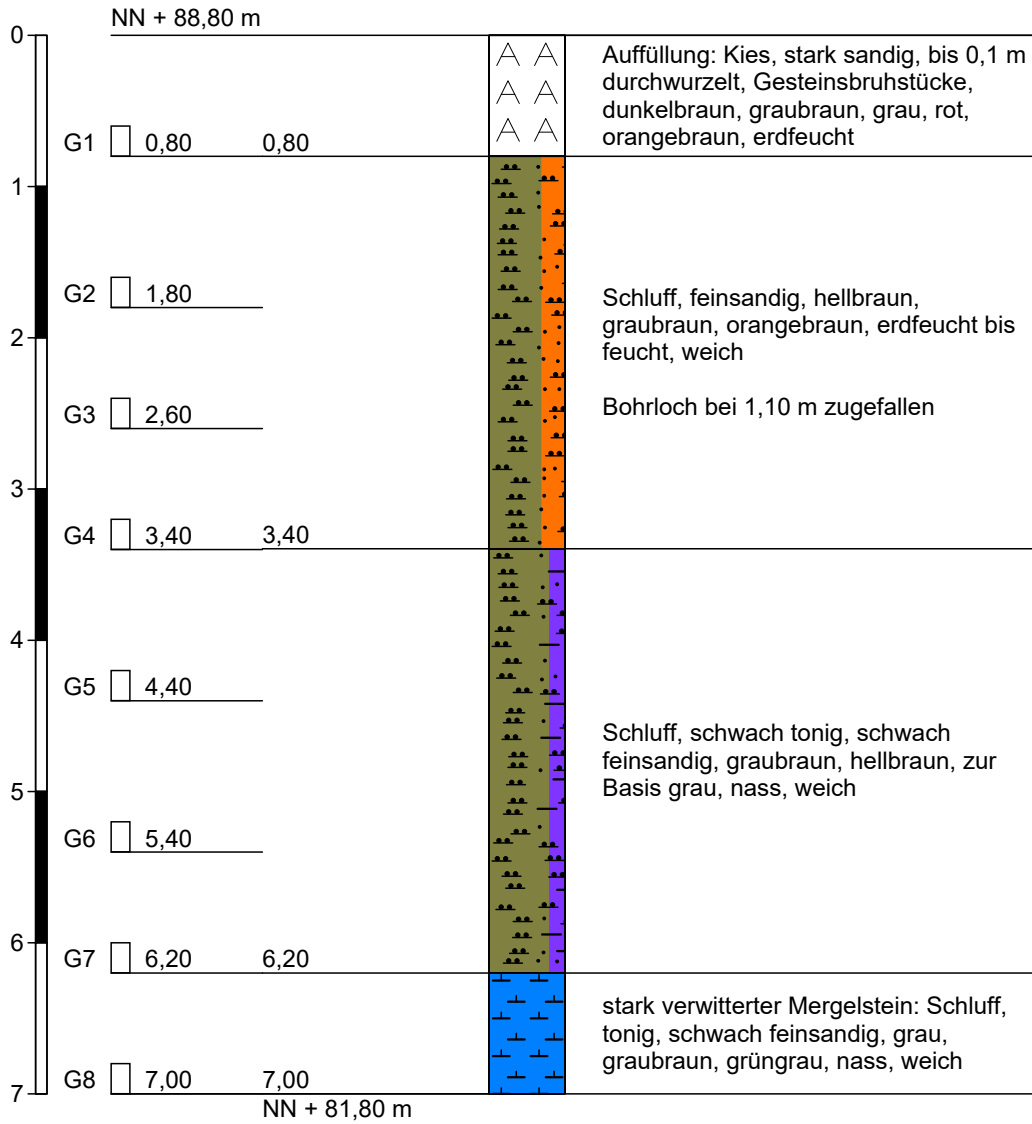 NN + 88,80 m
0
Auffüllung: Kies, stark sandig, bis 0,1 m
durchwurzelt, Gesteinsbruhstücke,
dunkelbraun, graubraun, grau, rot,
orangebraun, erdfeucht
G1 0,80 0,80
1
G2 1,80
Schluff, feinsandig, hellbraun,
graubraun, orangebraun, erdfeucht bis
feucht, weich
2
Bohrloch bei 1,10 m zugefallen
G3 2,60
3
G4 3,40 3,40
4
G5 4,40
Schluff, schwach tonig, schwach
feinsandig, graubraun, hellbraun, zur
Basis grau, nass, weich
5
G6 5,40
6
G7 6,20 6,20
stark verwitterter Mergelstein: Schluff,
tonig, schwach feinsandig, grau,
graubraun, grüngrau, nass, weich
G8 7,00 7,00
7
NN + 81,80 m